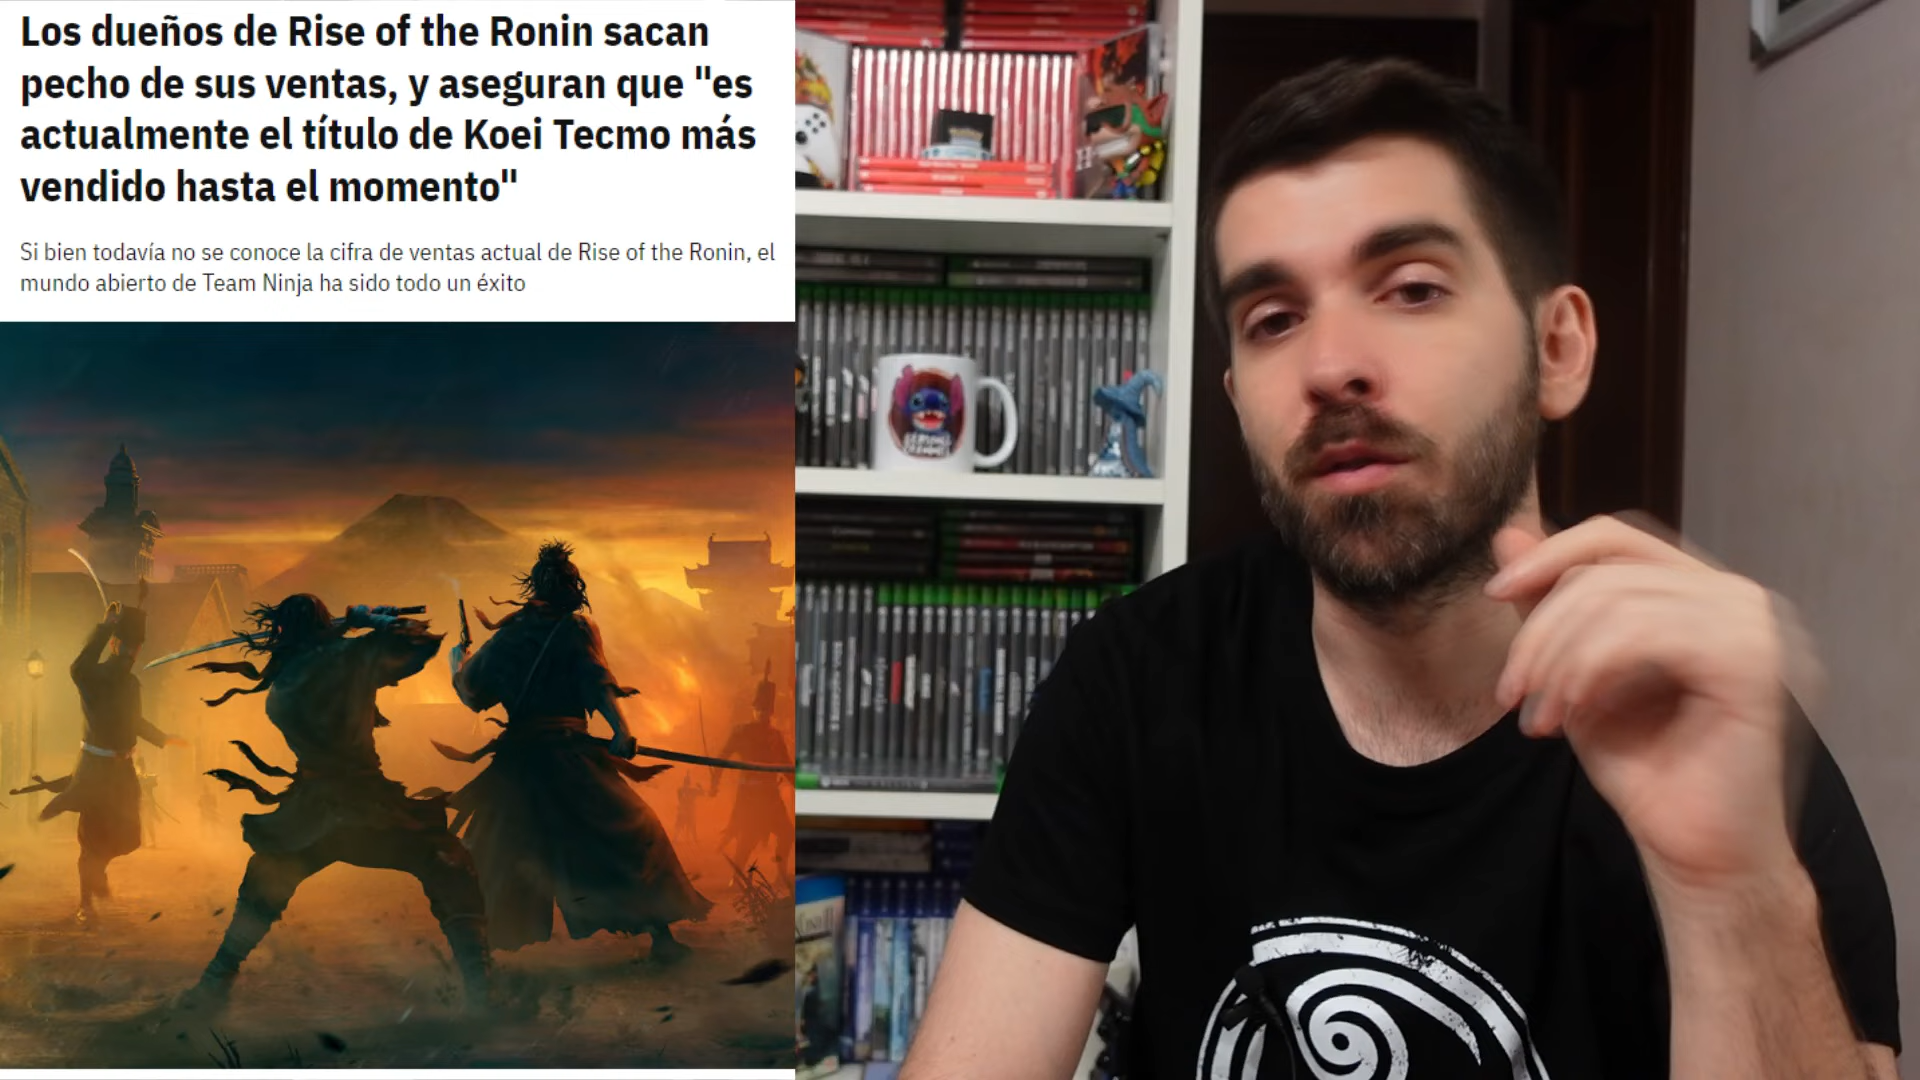 Los dueños de Rise of the Ronin sacan
pecho de sus ventas, y aseguran que "es
actualmente el título de Koei Tecmo más
vendido hasta el momento"
Si bien todavía no se conoce la cifra de ventas actual de Rise of the Ronin, el
mundo abierto de Team Ninja ha sido todo un éxito